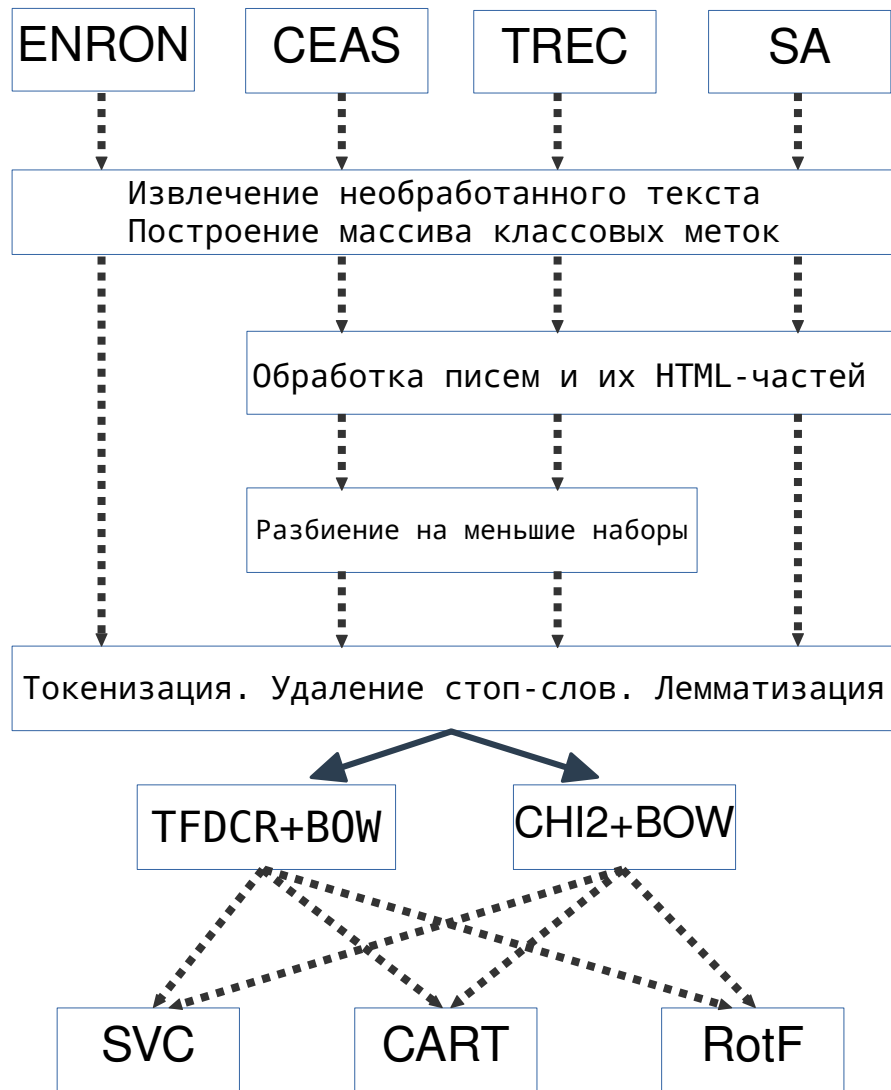 ENRON
CEAS
TREC
SA
Извлечение необработанного текста
Построение массива классовых меток
Обработка писем и их HTML-частей
Разбиение на меньшие наборы
Токенизация. Удаление стоп-слов. Лемматизация
TFDCR+BOW
CHI2+BOW
SVC
CART
RotF